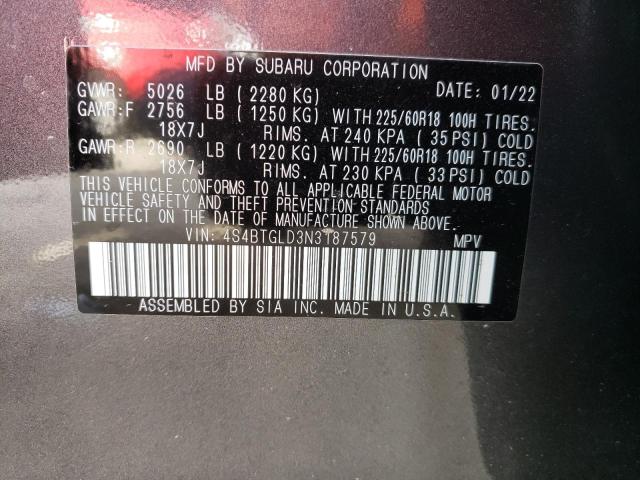 MFD BY SUBARU CORPORATION
GVWR: 5026 LB ( 2280 KG) DATE: 01/22
GAWR:F 2756 LB ( 1250 KG) WITH 225/60R18 100H TIRES.
18X7J RIMS. AT 240 KPA ( 35 PSI) COLD
GAWR:R 2690 LB ( 1220 KG) WITH 225/60R18 100H TIRES.
18X7J RIMS. AT 230 KPA ( 33 PSI) COLD
THIS VEHICLE CONFORMS TO ALL APPLICABLE FEDERAL MOTOR
VEHICLE SAFETY AND THEFT PREVENTION STANDARDS
IN EFFECT ON THE DATE OF MANUFACTURE SHOWN ABOVE.
VIN: 4S4BTGLD3N3187579 MPV
ASSEMBLED BY SIA INC. MADE IN U.S.A.